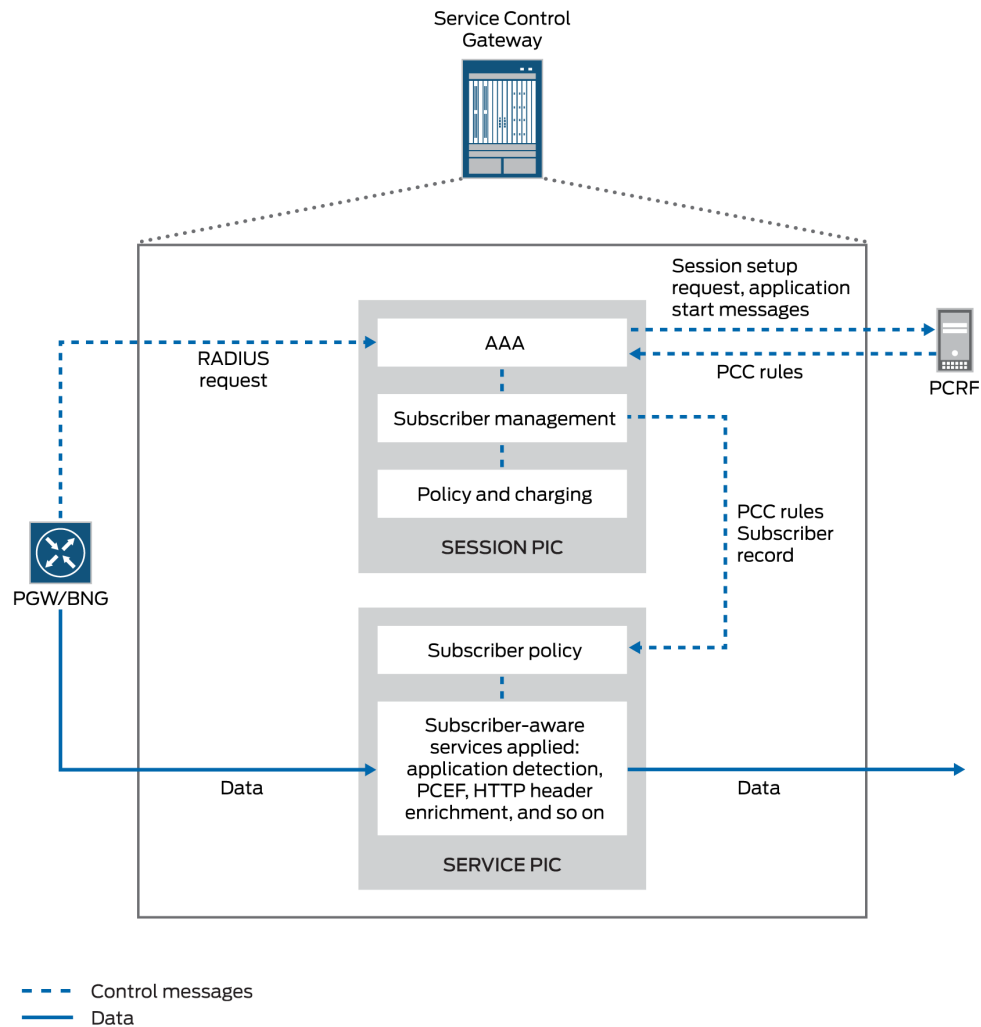 Service Control
Gateway
Session setup
request, application
start messages
AAA
RADIUS
request
PCC rules
PCRF
Subscriber management
Policy and charging
PCC rules
Subscriber
record
SESSION PIC
PGW/BNG
Subscriber policy
Subscriber-aware
services applied:
application detection,
PCEF, HTTP header
enrichment, and so on
Data
Data
SERVICE PIC
Control messages
Data